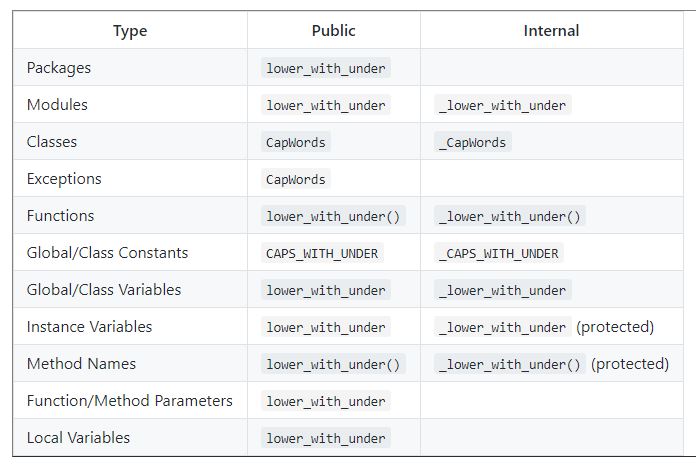 Type Public Internal
Packages lower_with_under
Modules lower_with_under _lower_with_under
Classes CapWords _CapWords
Exceptions CapWords
Functions lower_with_under() _lower_with_under()
Global/Class Constants CAPS_WITH_UNDER _CAPS_WITH_UNDER
Global/Class Variables lower_with_under _lower_with_under
Instance Variables lower_with_under _lower_with_under (protected)
Method Names lower_with_under() _lower_with_under() (protected)
Function/Method Parameters lower_with_under
Local Variables lower_with_under